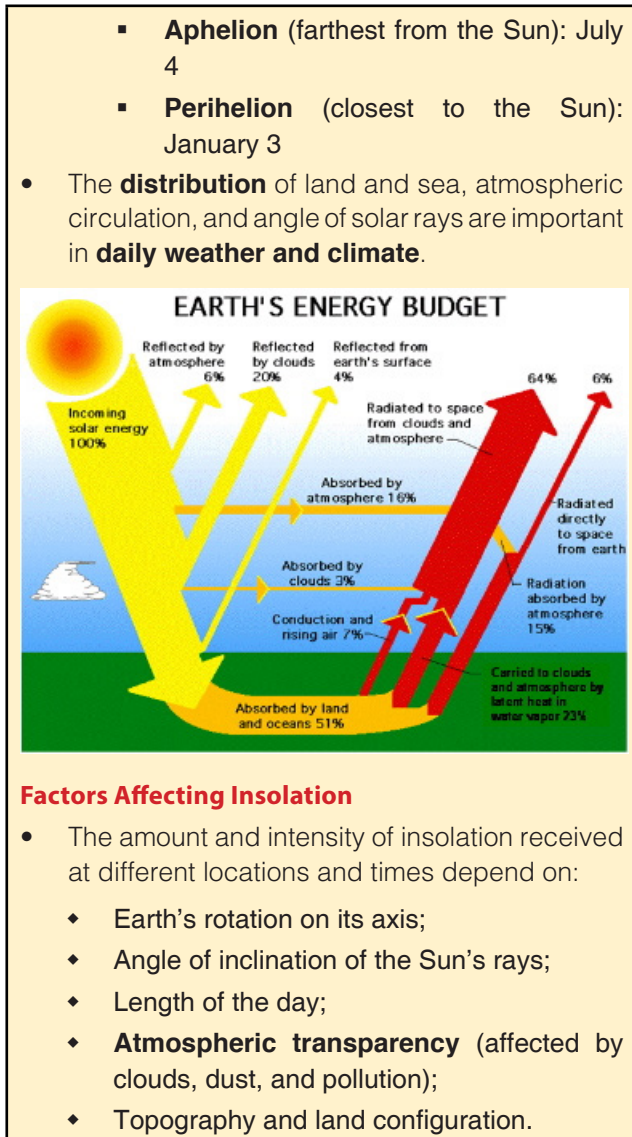 ▪ Aphelion (farthest from the Sun): July
4
▪ Perihelion (closest to the Sun):
January 3
• The distribution of land and sea, atmospheric
circulation, and angle of solar rays are important
in daily weather and climate.
EARTH'S ENERGY BUDGET
Reflected by
atmosphere
6%
Reflected
by clouds
20%
Reflected from
earth's surface
4%
64%
6%
Incoming
solar energy
100%
Radiated to space
from clouds and
atmosphere
Absorbed by
atmosphere 16%
Radiated
directly
to space
from earth
Absorbed by
clouds 3%
Radiation
absorbed by
atmosphere
15%
Conduction and
rising air 7%
Carried to clouds
and atmosphere by
latent heat in
water vapor 23%
Absorbed by land
and oceans 51%
Factors Affecting Insolation
• The amount and intensity of insolation received
at different locations and times depend on:
◆ Earth's rotation on its axis;
◆ Angle of inclination of the Sun's rays;
◆ Length of the day;
◆ Atmospheric transparency (affected by
clouds, dust, and pollution);
◆ Topography and land configuration.